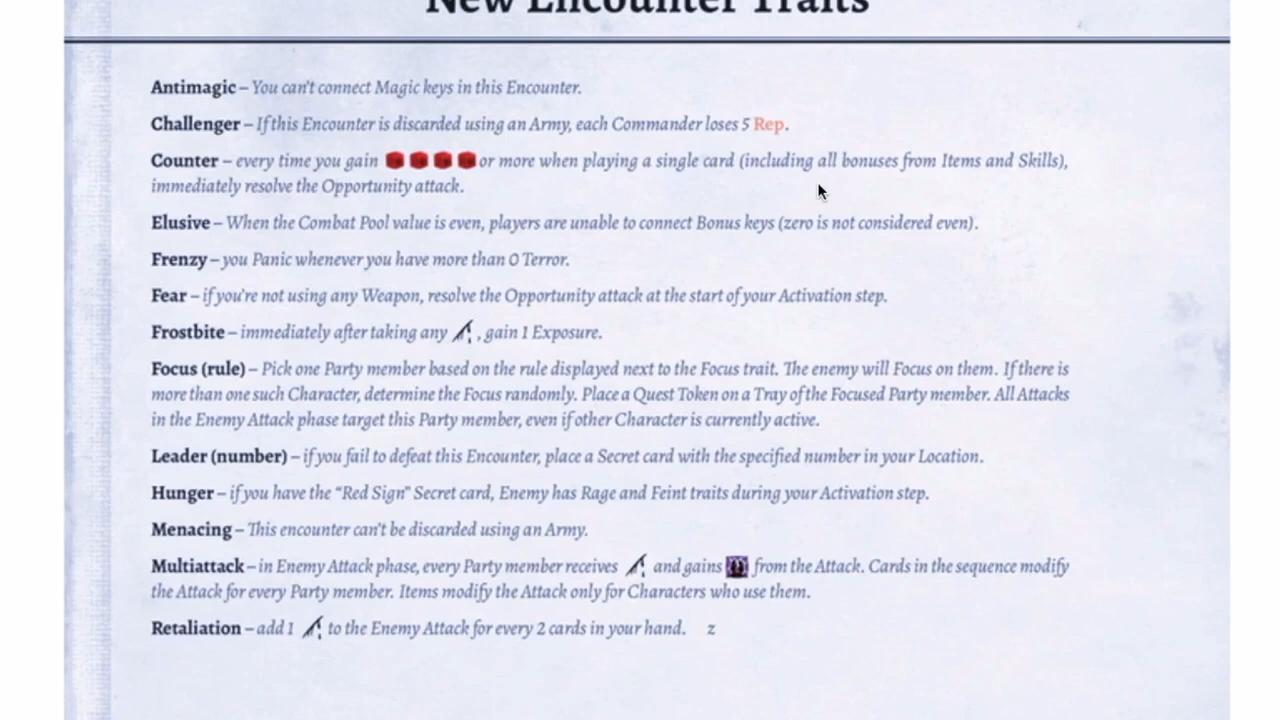 New Encounter Traits
Antimagic – You can't connect Magic keys in this Encounter.
Challenger – If this Encounter is discarded using an Army, each Commander loses 5 Rep.
Counter – every time you gain or more when playing a single card (including all bonuses from Items and Skills),
immediately resolve the Opportunity attack.
Elusive – When the Combat Pool value is even, players are unable to connect Bonus keys (zero is not considered even).
Frenzy – you Panic whenever you have more than 0 Terror.
Fear – if you're not using any Weapon, resolve the Opportunity attack at the start of your Activation step.
Frostbite – immediately after taking any , gain 1 Exposure.
Focus (rule) – Pick one Party member based on the rule displayed next to the Focus trait. The enemy will Focus on them. If there is
more than one such Character, determine the Focus randomly. Place a Quest Token on a Tray of the Focused Party member. All Attacks
in the Enemy Attack phase target this Party member, even if other Character is currently active.
Leader (number) – if you fail to defeat this Encounter, place a Secret card with the specified number in your Location.
Hunger – if you have the “Red Sign” Secret card, Enemy has Rage and Feint traits during your Activation step.
Menacing – This encounter can't be discarded using an Army.
Multiattack – in Enemy Attack phase, every Party member receives and gains from the Attack. Cards in the sequence modify
the Attack for every Party member. Items modify the Attack only for Characters who use them.
Retaliation – add 1 to the Enemy Attack for every 2 cards in your hand. z